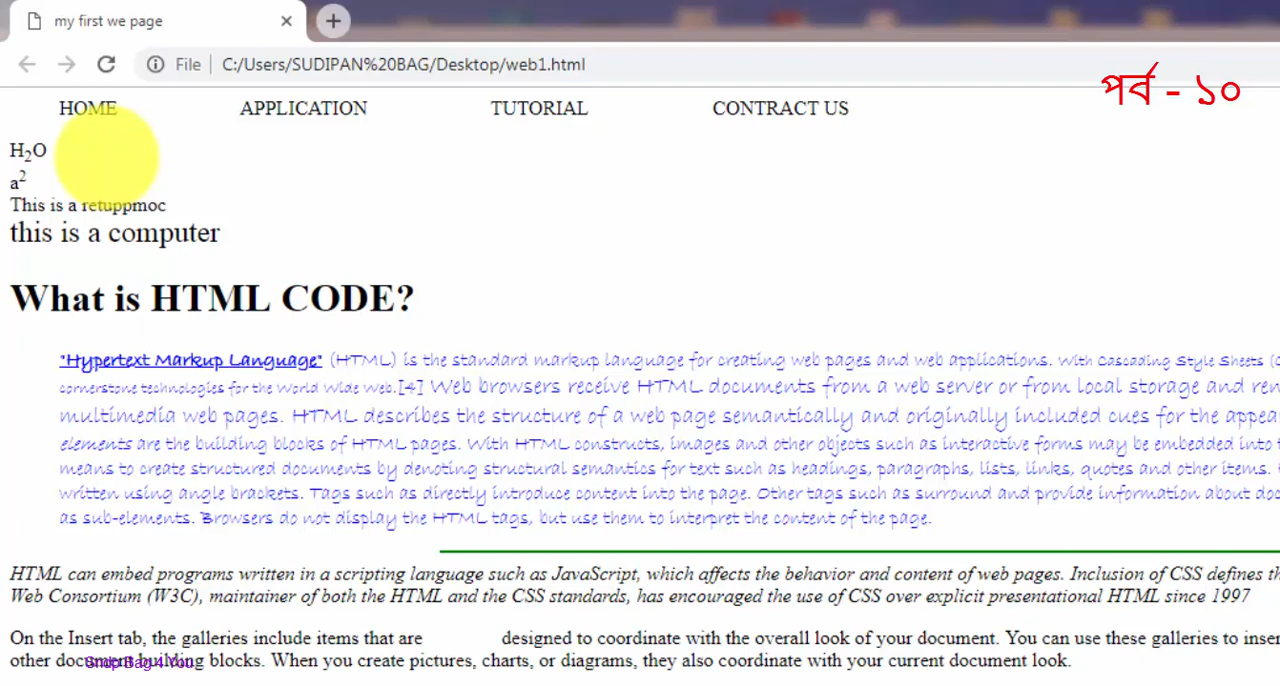 my first we page
File C:/Users/SUDIPAN%20BAG/Desktop/web1.html
পর্ব - ১০
HOME APPLICATION TUTORIAL CONTRACT US
H₂O
a²
This is a retuppmoc
this is a computer
What is HTML CODE?
"Hypertext Markup Language" (HTML) is the standard markup language for creating web pages and web applications. With Cascading Style Sheets
cornerstone technologies for the World Wide Web.[4] Web browsers receive HTML documents from a web server or from local storage and
multimedia web pages. HTML describes the structure of a web page semantically and originally included cues for the
elements are the building blocks of HTML pages. With HTML constructs, images and other objects such as interactive forms may be embedded into
means to create structured documents by denoting structural semantics for text such as headings, paragraphs, lists, links, quotes and other items.
written using angle brackets. Tags such as directly introduce content into the page. Other tags such as surround and provide information about
as sub-elements. Browsers do not display the HTML tags, but use them to interpret the content of the page.
HTML can embed programs written in a scripting language such as JavaScript, which affects the behavior and content of web pages. Inclusion of CSS defines
Web Consortium (W3C), maintainer of both the HTML and the CSS standards, has encouraged the use of CSS over explicit presentational HTML since 1997
On the Insert tab, the galleries include items that are designed to coordinate with the overall look of your document. You can use these galleries to
other document building blocks. When you create pictures, charts, or diagrams, they also coordinate with your current document look.